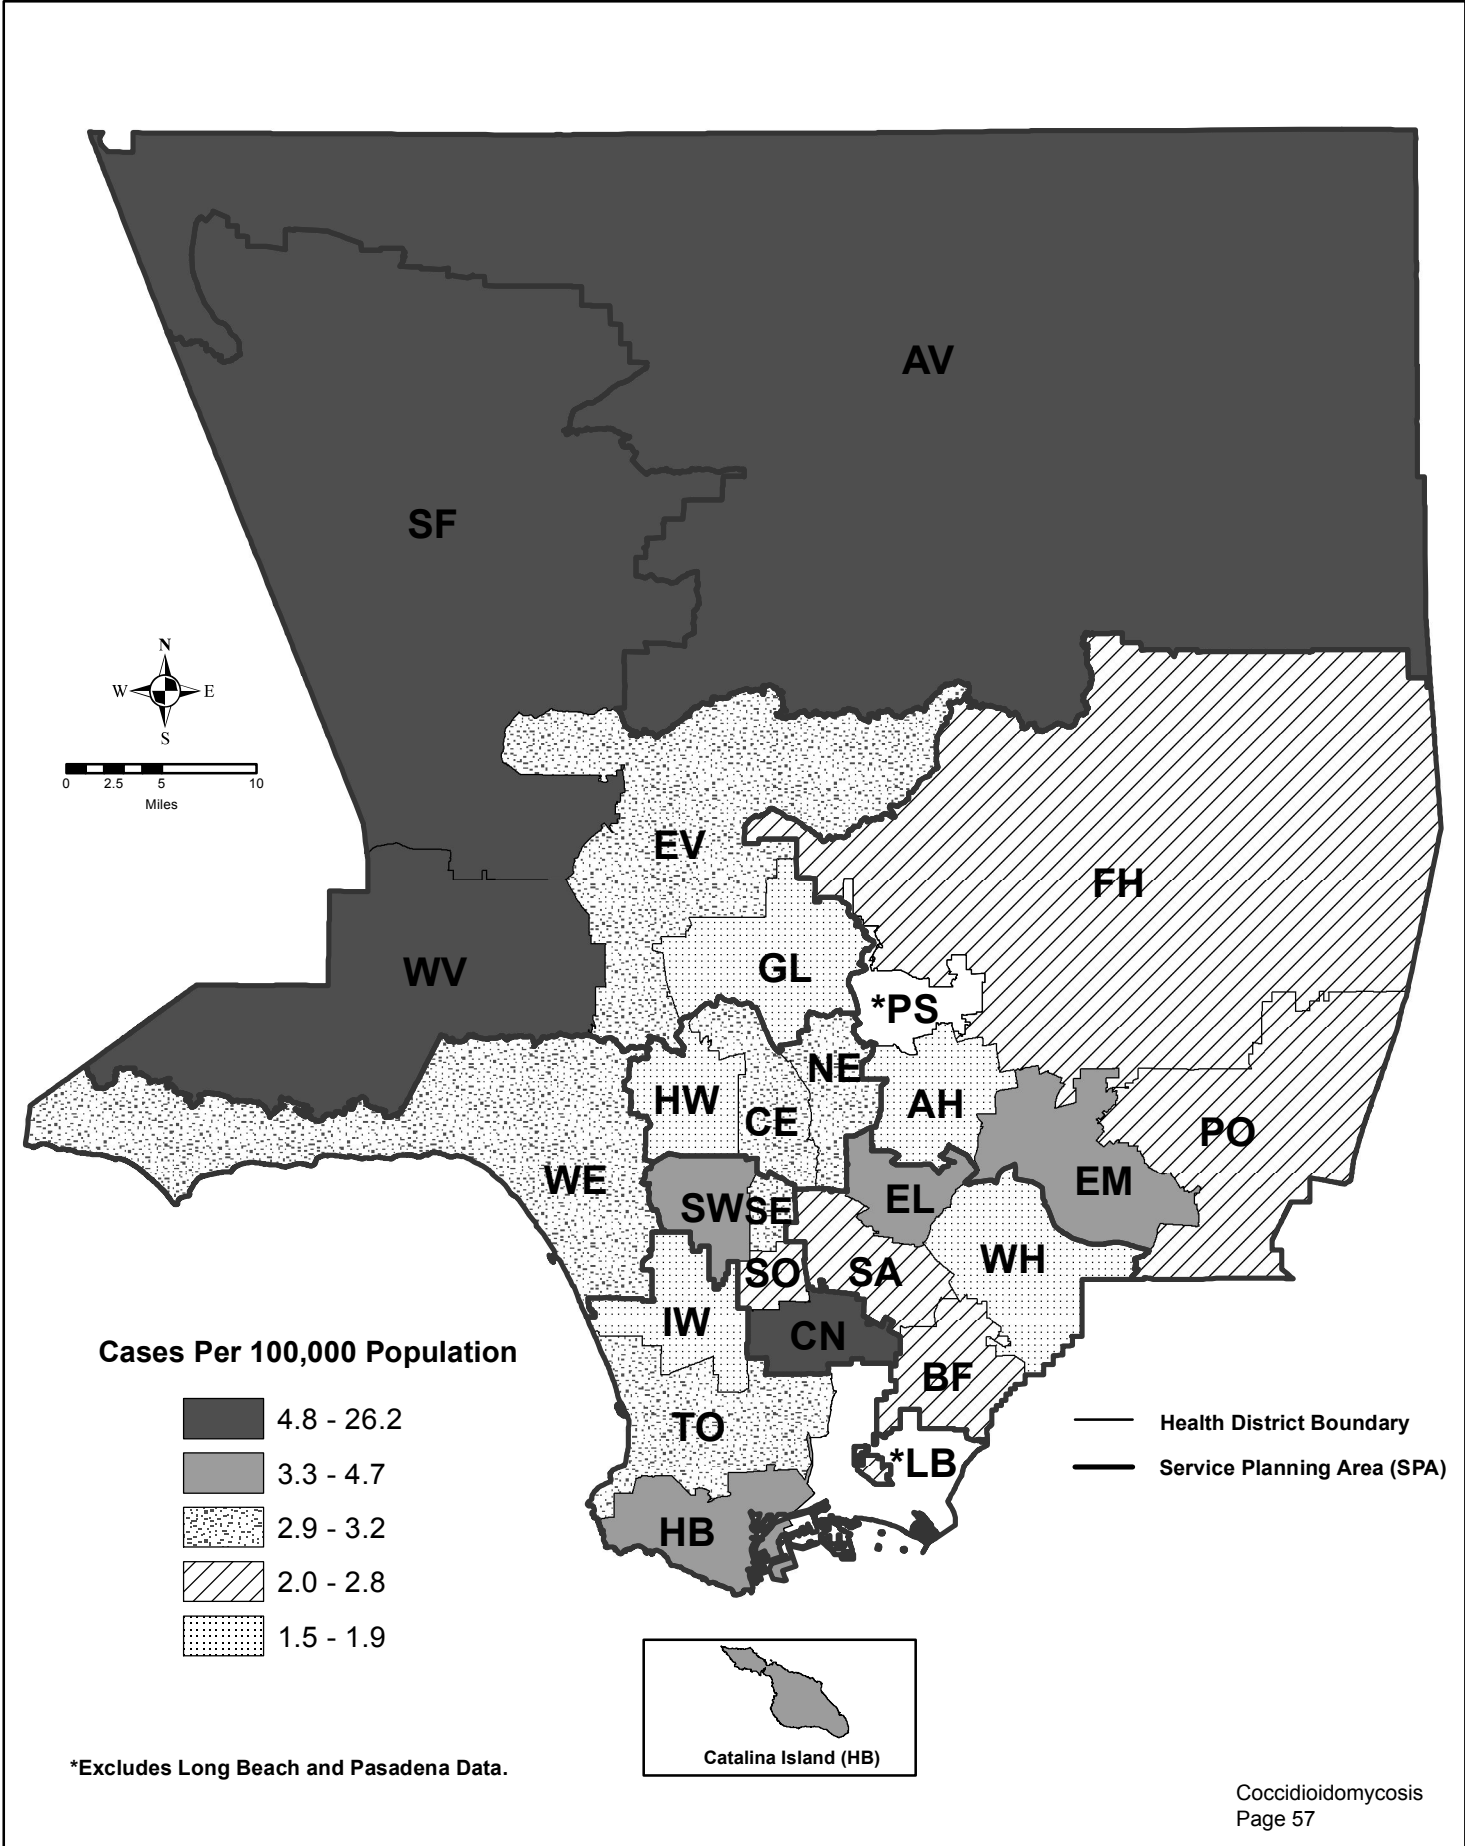 AV
SF
N
W E
S
0 2.5 5 10
Miles
EV
FH
GL
WV
*PS
NE
HW
AH
CE
PO
WE
EM
SW
SE
EL
WH
SO
SA
IW
CN
BF
TO
*LB
HB
Cases Per 100,000 Population
4.8 - 26.2
3.3 - 4.7
2.9 - 3.2
2.0 - 2.8
1.5 - 1.9
Health District Boundary
Service Planning Area (SPA)
Catalina Island (HB)
*Excludes Long Beach and Pasadena Data.
Coccidioidomycosis
Page 57